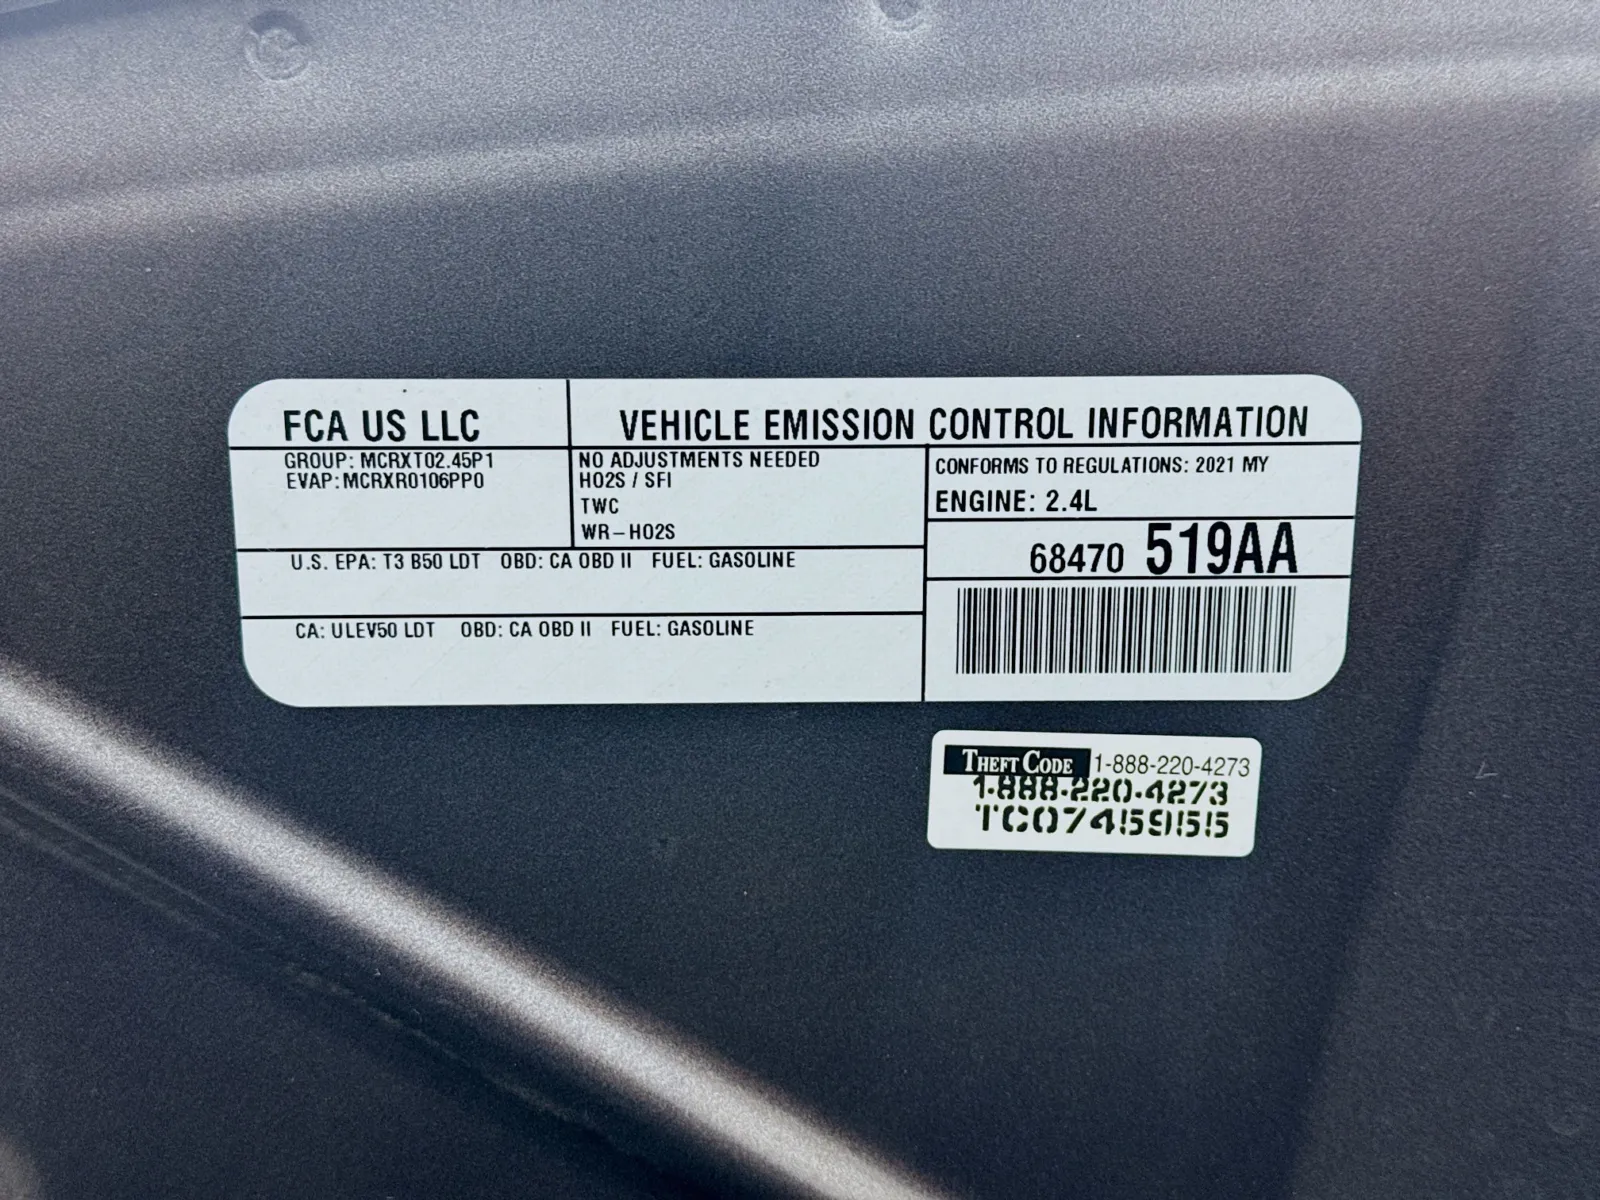 FCA US LLC
VEHICLE EMISSION CONTROL INFORMATION
GROUP: MCRXT02.45P1
EVAP: MCRXR0106PP0
NO ADJUSTMENTS NEEDED
HO2S / SFI
TWC
WR-HO2S
CONFORMS TO REGULATIONS: 2021 MY
ENGINE: 2.4L
68470 519AA
U.S. EPA: T3 B50 LDT OBD: CA OBD II FUEL: GASOLINE
CA: ULEV50 LDT OBD: CA OBD II FUEL: GASOLINE
THEFT CODE 1-888-220-4273
1-888-220-4273
TC0745955